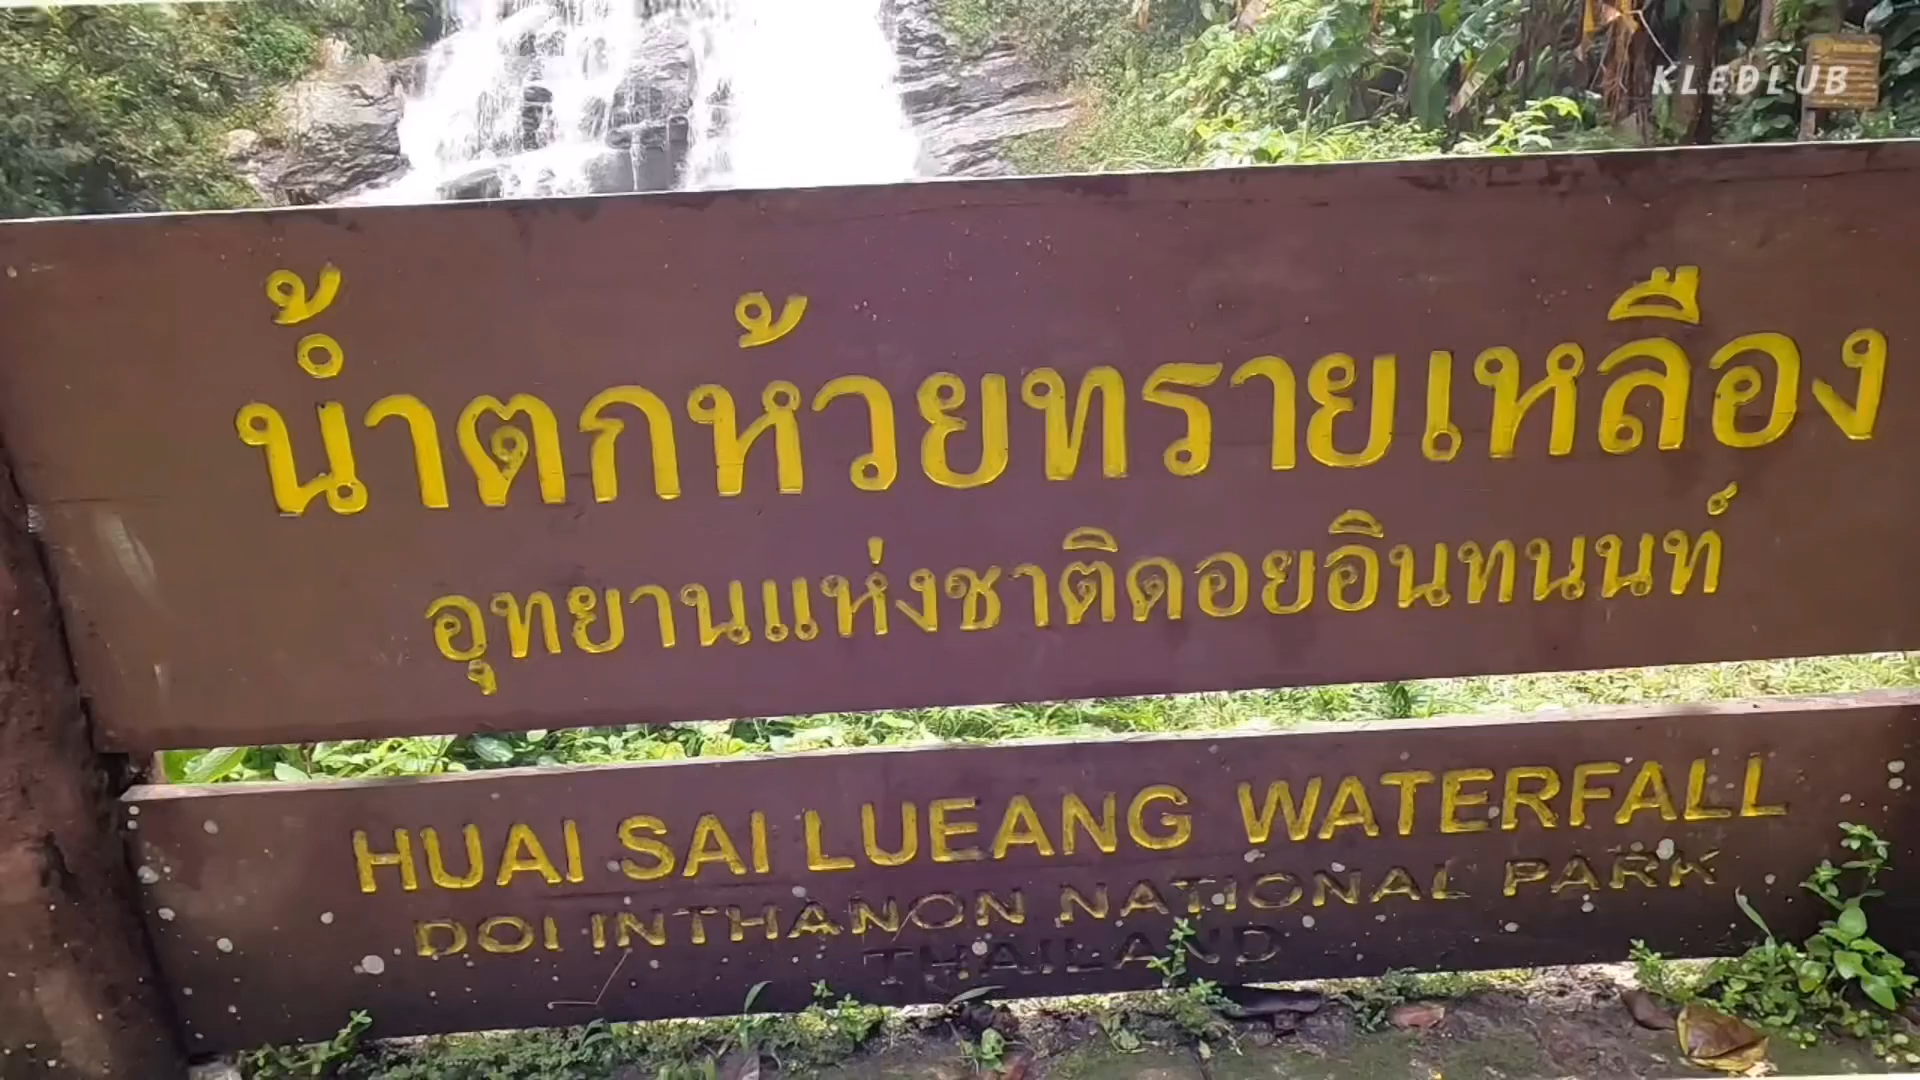 KLEDLUB
น้ำตกห้วยทรายเหลือง
อุทยานแห่งชาติดอยอินทนนท์
HUAI SAI LUEANG WATERFALL
DOI INTHANON NATIONAL PARK
THAILAND